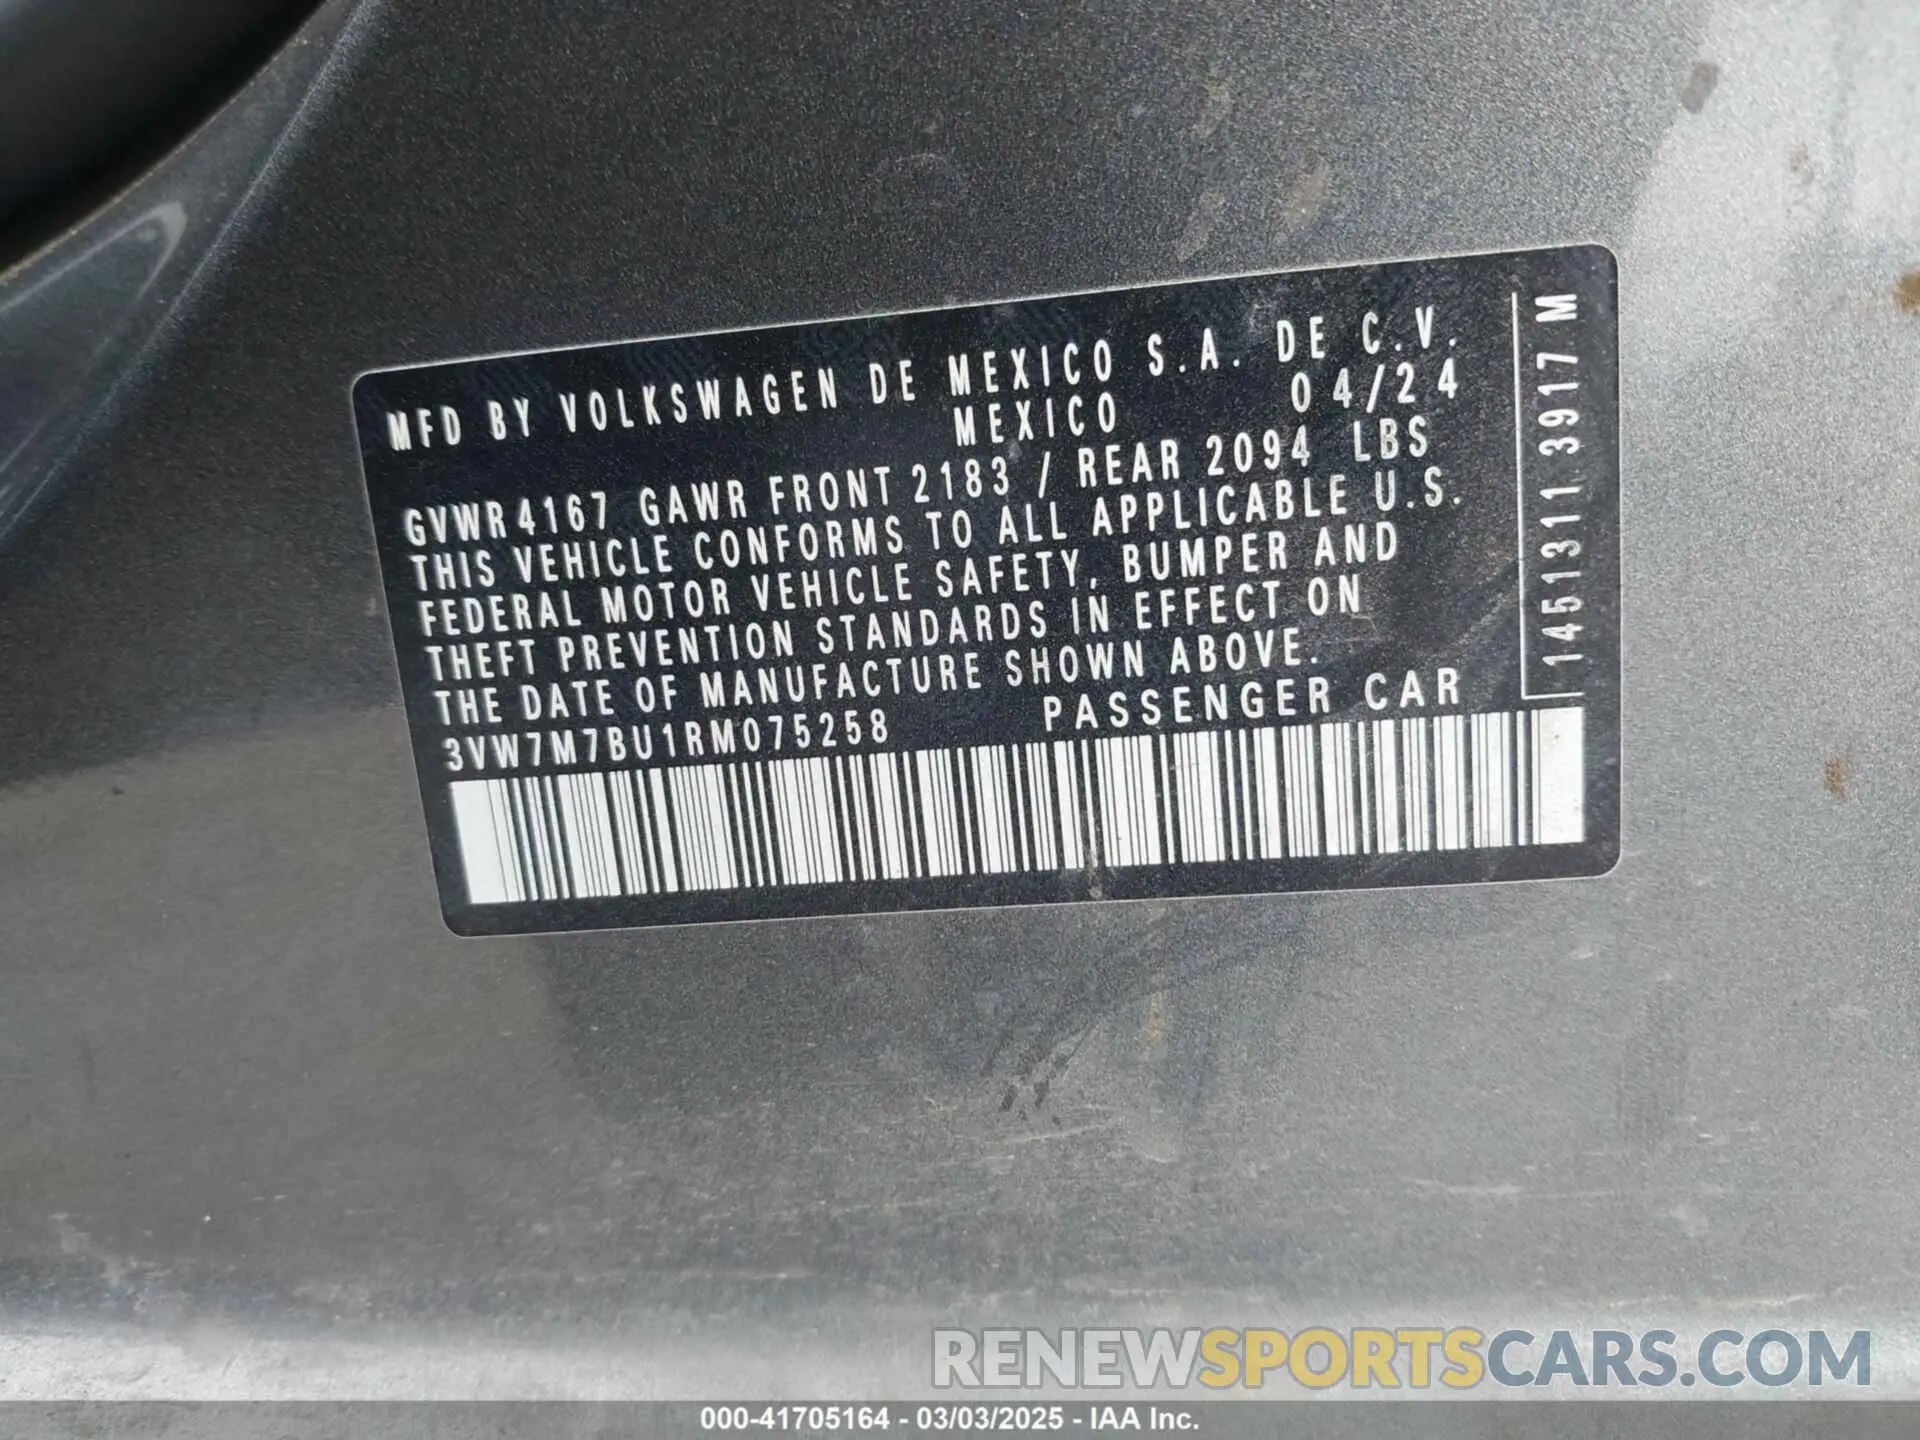 MFD BY VOLKSWAGEN DE MEXICO S.A. DE C.V.
MEXICO 04/24
GVWR 4167 GAWR FRONT 2183 / REAR 2094 LBS
THIS VEHICLE CONFORMS TO ALL APPLICABLE U.S.
FEDERAL MOTOR VEHICLE SAFETY, BUMPER AND
THEFT PREVENTION STANDARDS IN EFFECT ON
THE DATE OF MANUFACTURE SHOWN ABOVE.
3VW7M7BU1RM075258 PASSENGER CAR
1451311 3917 M
RENEWSPORTSCARS.COM
000-41705164 - 03/03/2025 - IAA Inc.